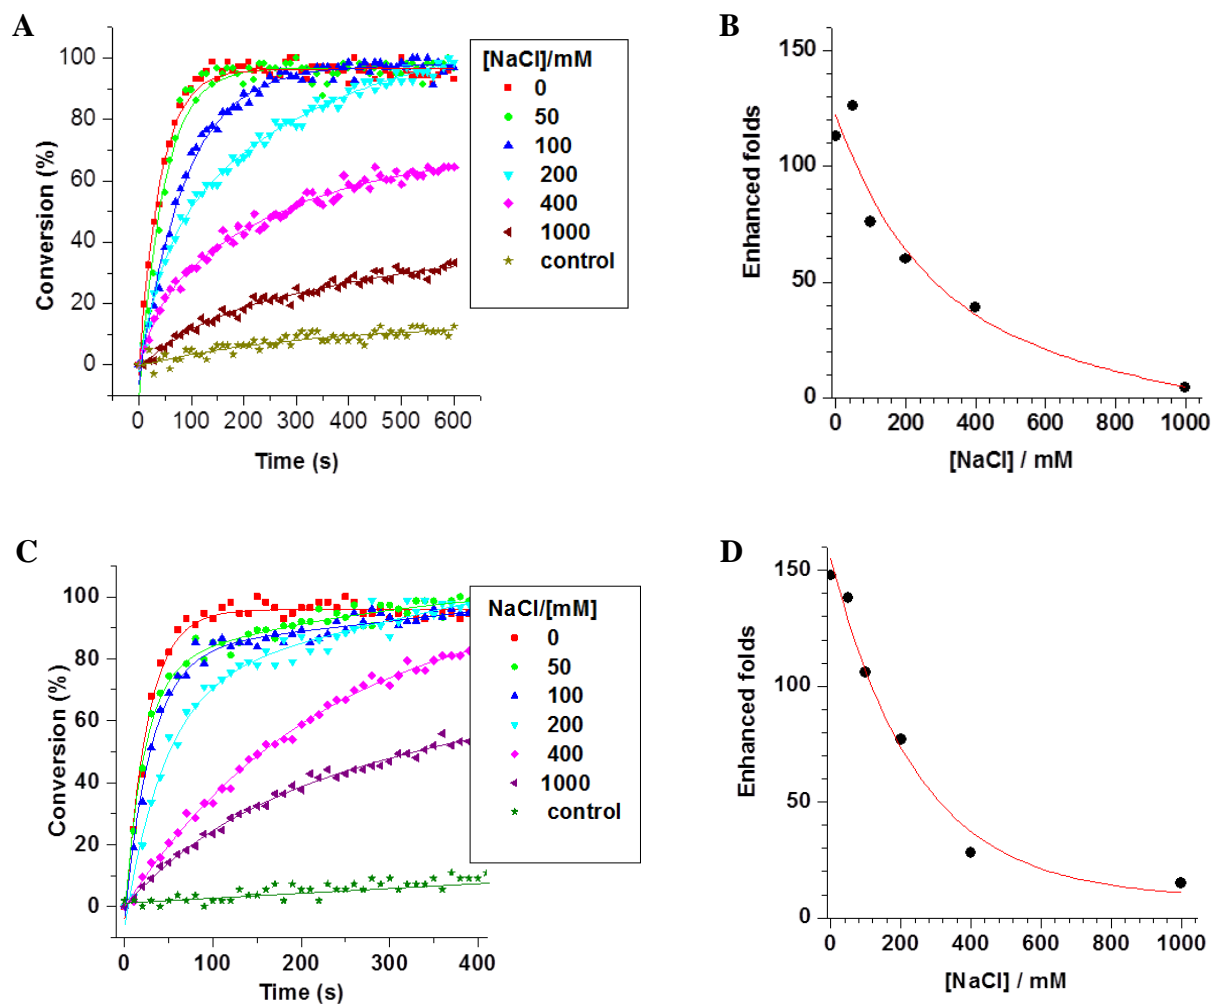 A
100
80
60
40
20
0
Conversion (%)
0 100 200 300 400 500 600
Time (s)
[NaCl]/mM
0
50
100
200
400
1000
control
B
150
100
50
0
Enhanced folds
0 200 400 600 800 1000
[NaCl] / mM
C
100
80
60
40
20
0
Conversion (%)
0 100 200 300 400
Time (s)
NaCl/[mM]
0
50
100
200
400
1000
control
D
150
100
50
0
Enhanced folds
0 200 400 600 800 1000
[NaCl] / mM